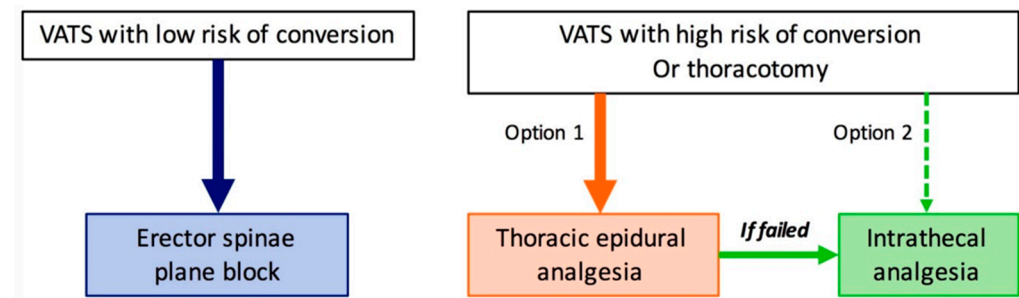 VATS with low risk of conversion
VATS with high risk of conversion
Or thoracotomy
Option 1
Option 2
Erector spinae
plane block
Thoracic epidural
analgesia
If failed
Intrathecal
analgesia